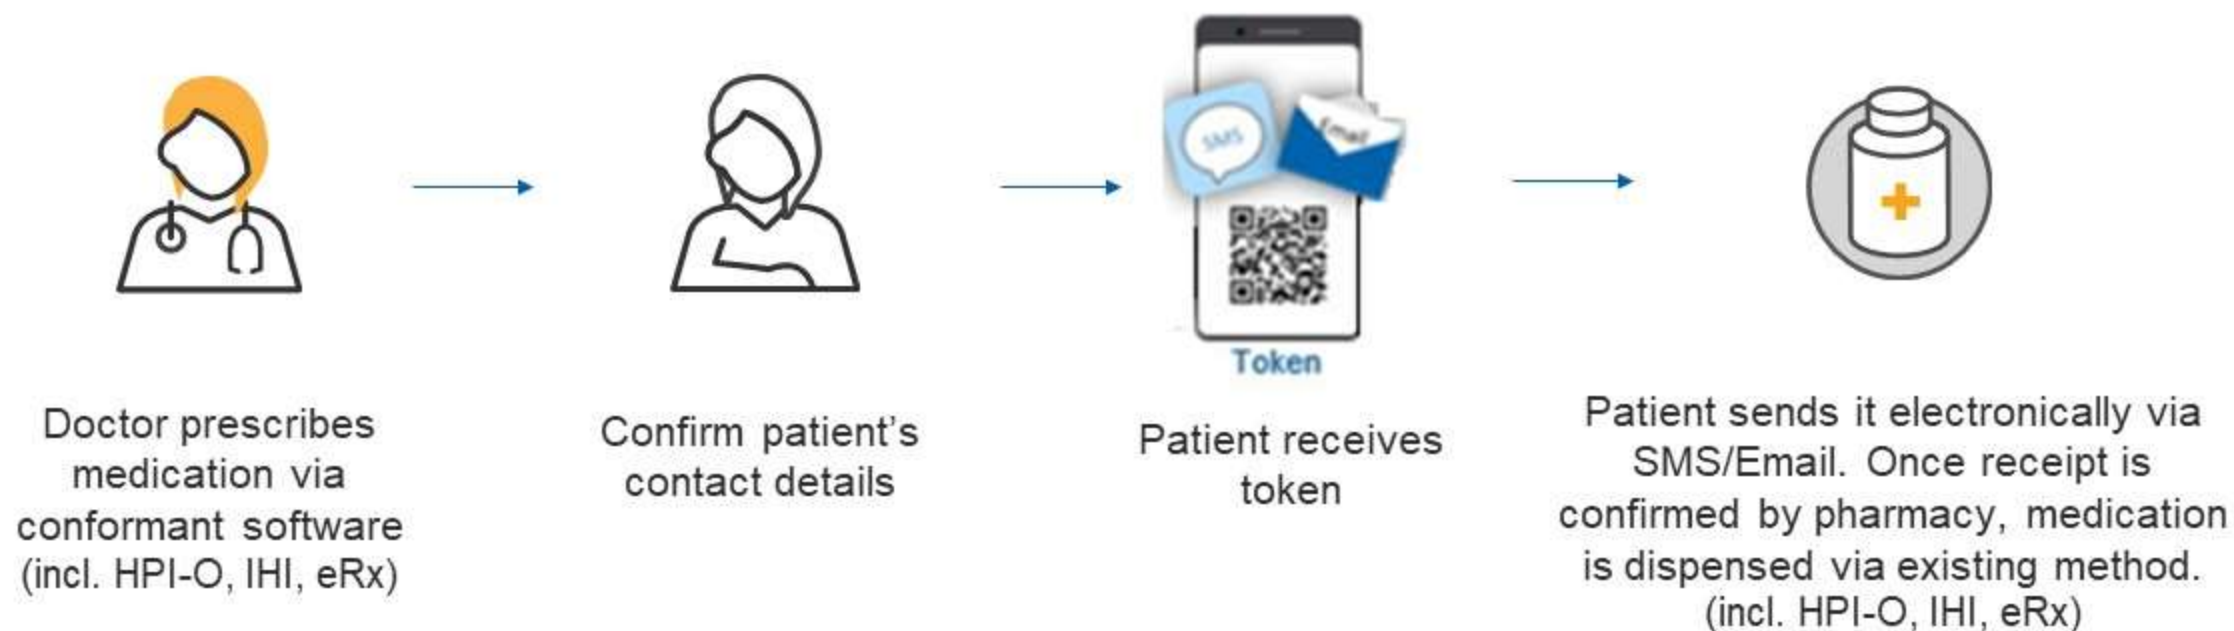 SMS
Email
Token
Doctor prescribes
medication via
conformant software
(incl. HPI-O, IHI, eRx)
Confirm patient's
contact details
Patient receives
token
Patient sends it electronically via
SMS/Email. Once receipt is
confirmed by pharmacy, medication
is dispensed via existing method.
(incl. HPI-O, IHI, eRx)